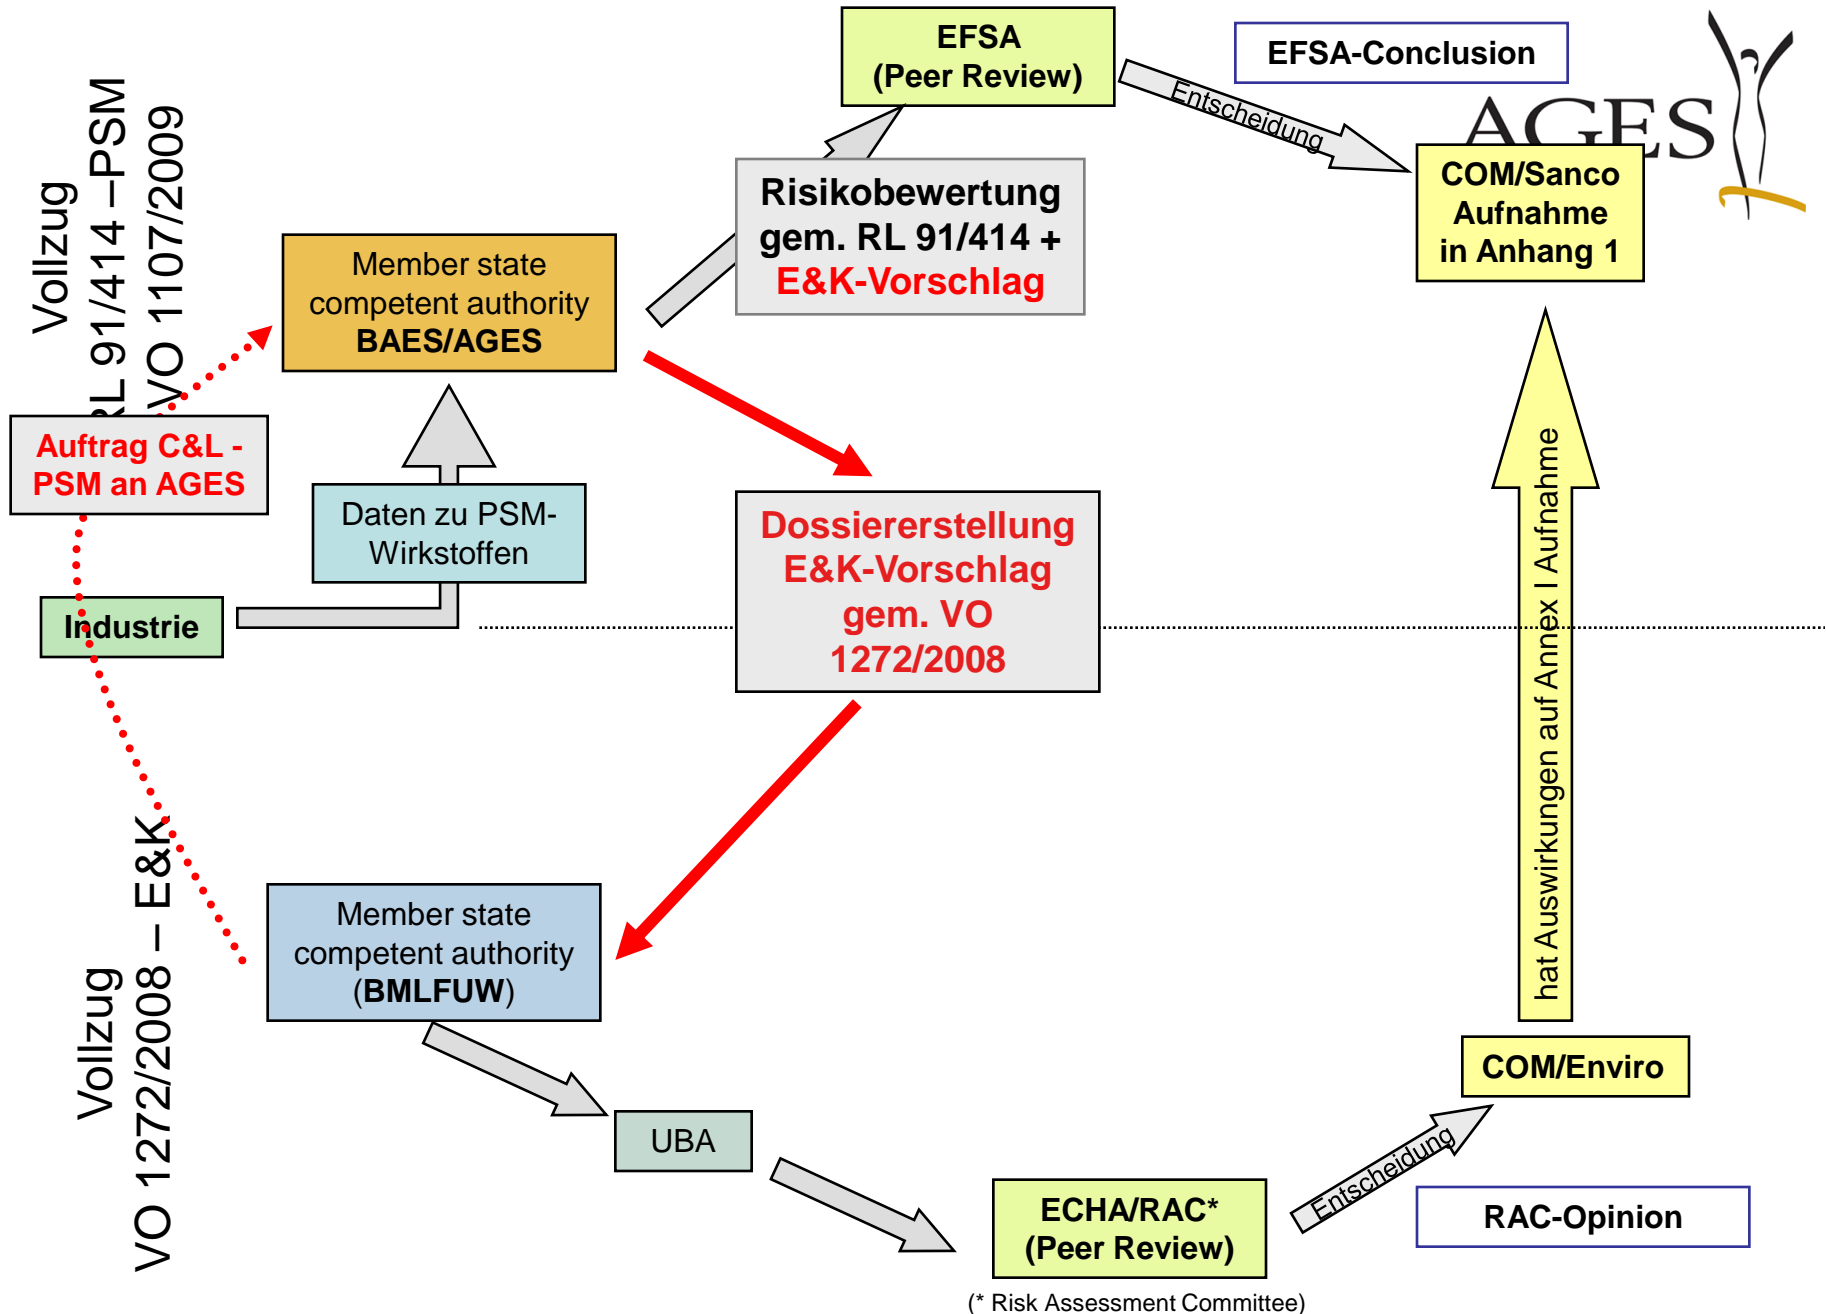 EFSA
(Peer Review)
EFSA-Conclusion
Entscheidung
AGES
COM/Sanco
Aufnahme
in Anhang 1
Vollzug
RL 91/414 –PSM
VO 1107/2009
Risikobewertung
gem. RL 91/414 +
E&K-Vorschlag
Member state
competent authority
BAES/AGES
Auftrag C&L -
PSM an AGES
Daten zu PSM-
Wirkstoffen
Industrie
Dossiererstellung
E&K-Vorschlag
gem. VO
1272/2008
hat Auswirkungen auf Annex I Aufnahme
Vollzug
VO 1272/2008 – E&K
Member state
competent authority
(BMLFUW)
UBA
COM/Enviro
Entscheidung
ECHA/RAC*
(Peer Review)
RAC-Opinion
(* Risk Assessment Committee)